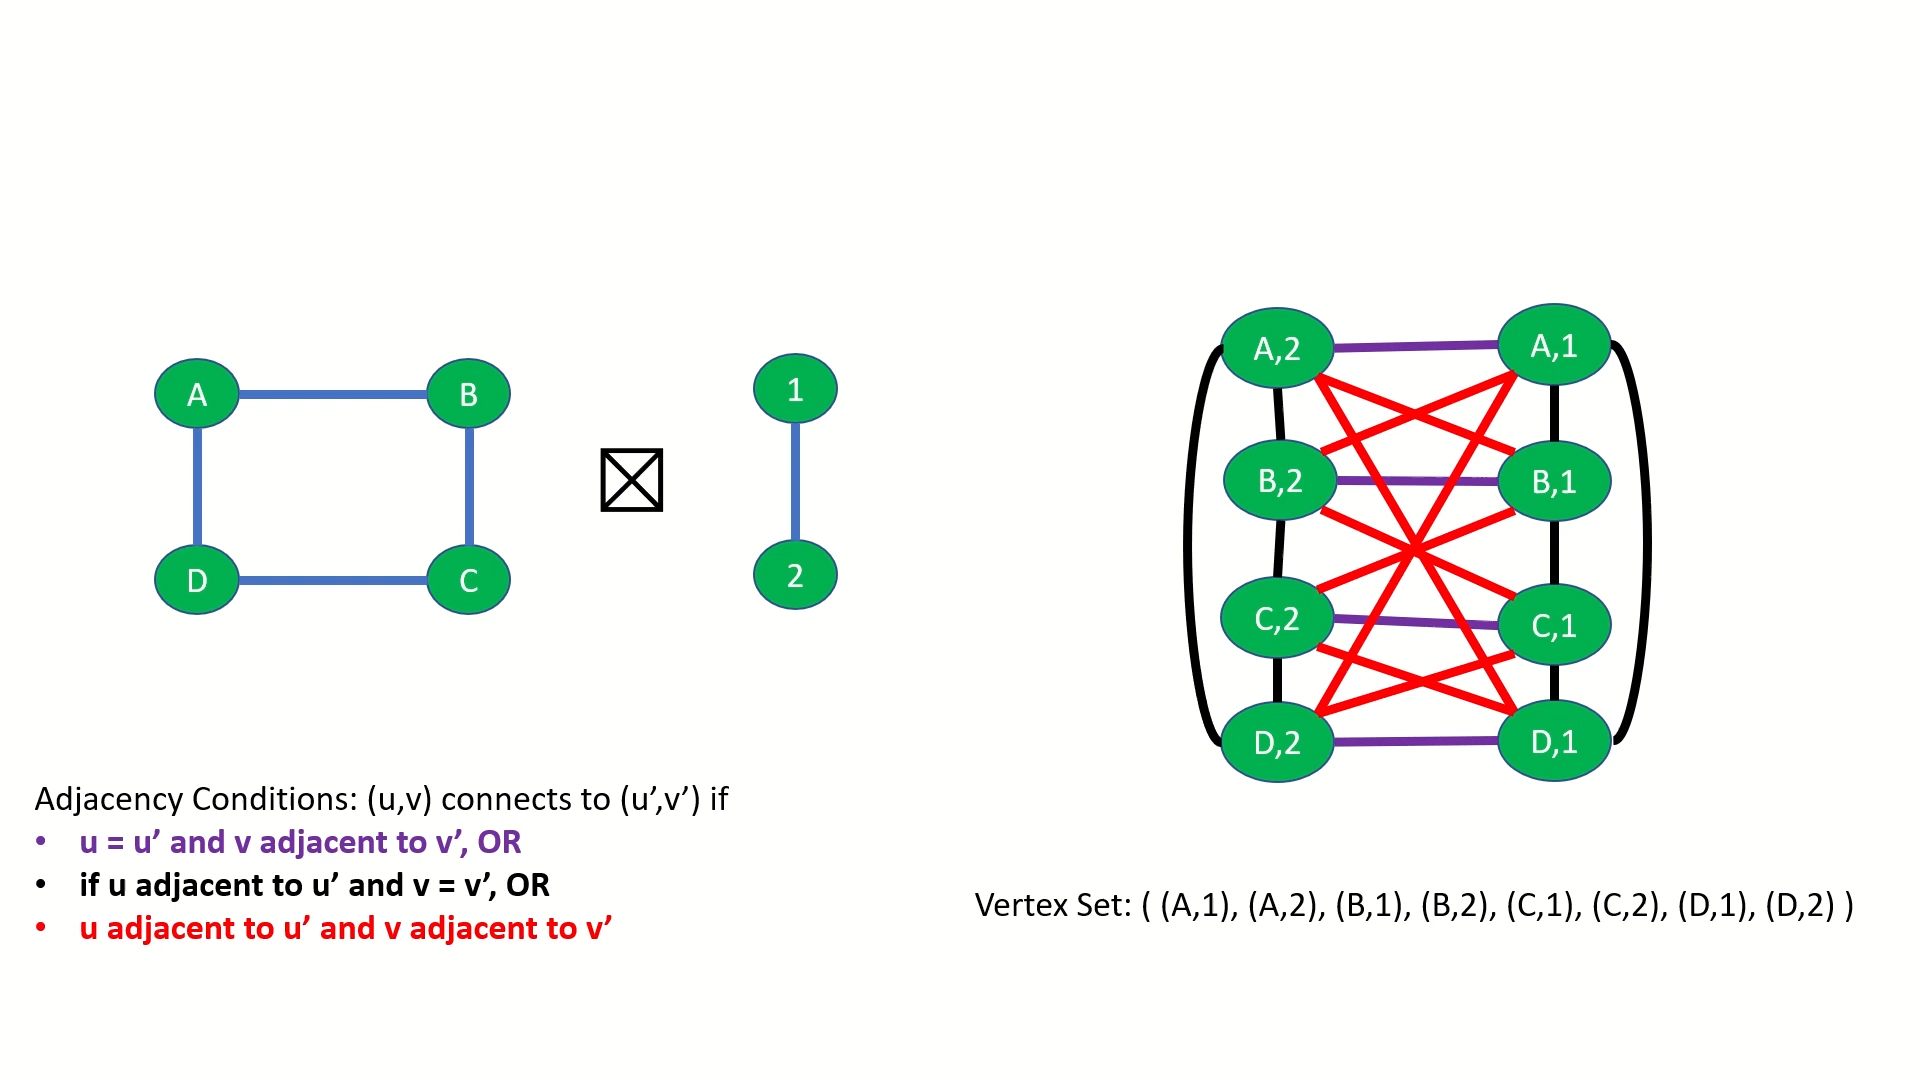 A
B
D
C
1
2
A,2
A,1
B,2
B,1
C,2
C,1
D,2
D,1
Adjacency Conditions: (u,v) connects to (u’,v’) if
• u = u’ and v adjacent to v’, OR
• if u adjacent to u’ and v = v’, OR
• u adjacent to u’ and v adjacent to v’
Vertex Set: ( (A,1), (A,2), (B,1), (B,2), (C,1), (C,2), (D,1), (D,2) )